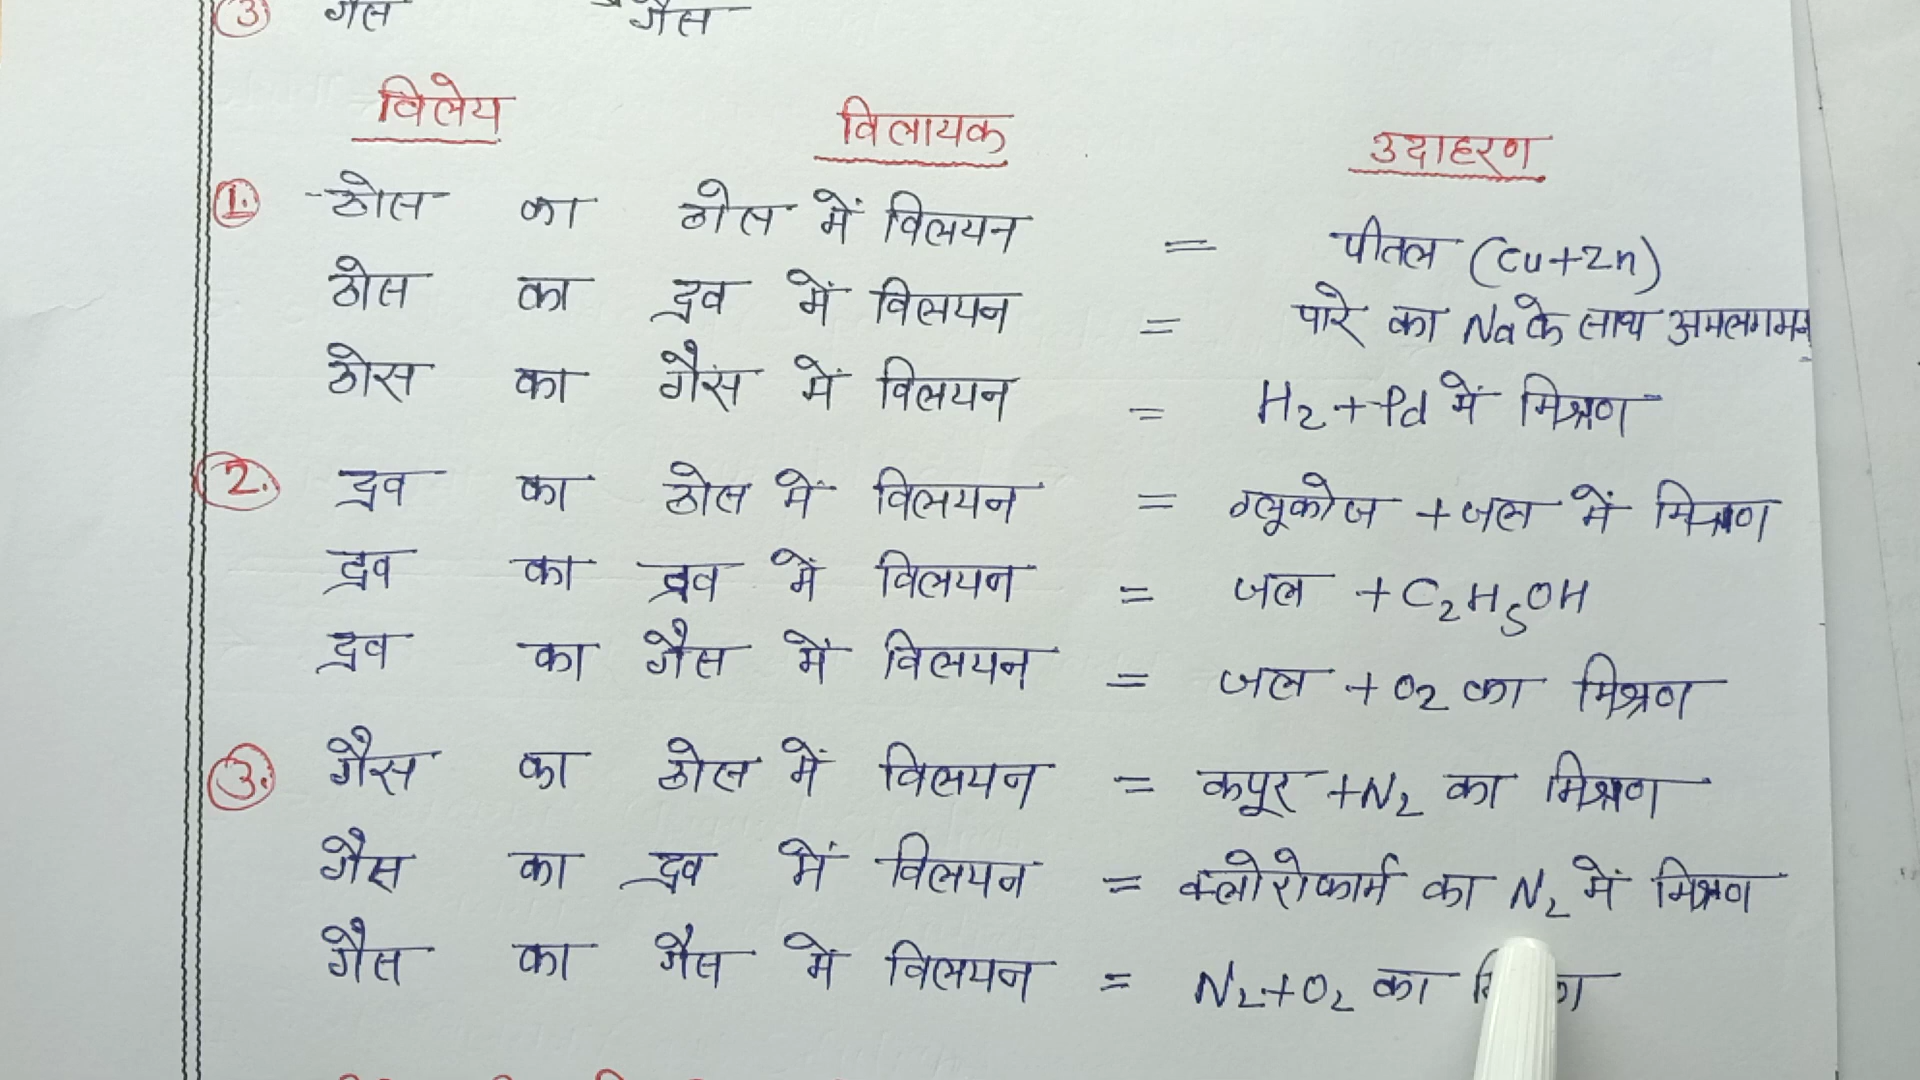 ③ गैस गैस
विलेय विलायक उदाहरण
1. ठोस का ठोस में विलयन = पीतल (Cu+Zn)
ठोस का द्रव में विलयन = पारे का Na के साथ अमलगमन
ठोस का गैस में विलयन = H₂+Pd में मिश्रण
2. द्रव का ठोस में विलयन = ग्लूकोज +जल में मिश्रण
द्रव का द्रव में विलयन = जल +C₂H₅OH
द्रव का गैस में विलयन = जल +O₂ का मिश्रण
3. गैस का ठोस में विलयन = कपूर +N₂ का मिश्रण
गैस का द्रव में विलयन = क्लोरोफार्म का N₂ में मिश्रण
गैस का गैस में विलयन = N₂+O₂ का